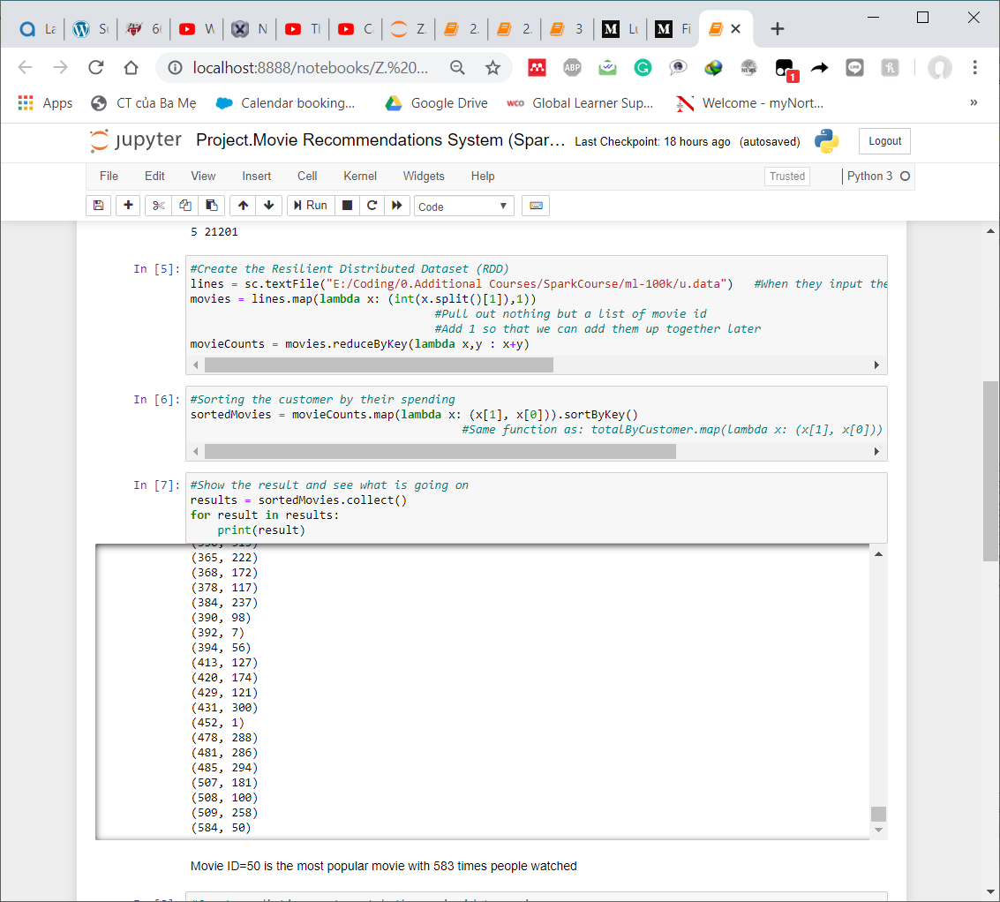 La
Su
6
W
N
Th
C
Z.
2.
2.
3
Lu
Fi
localhost:8888/notebooks/Z.%20...
ABP
NEWS
1
LINE
Apps
CT của Ba Mẹ
Calendar booking...
Google Drive
wco
Global Learner Sup...
Welcome - myNort...
»
jupyter Project.Movie Recommendations System (Spar... Last Checkpoint: 18 hours ago (autosaved)
Logout
File Edit View Insert Cell Kernel Widgets Help
Trusted
Python 3
Run
Code
5 21201
In [5]:
#Create the Resilient Distributed Dataset (RDD)
lines = sc.textFile("E:/Coding/0.Additional Courses/SparkCourse/ml-100k/u.data") #When they input the
movies = lines.map(lambda x: (int(x.split()[1]),1))
#Pull out nothing but a list of movie id
#Add 1 so that we can add them up together later
movieCounts = movies.reduceByKey(lambda x,y : x+y)
In [6]:
#Sorting the customer by their spending
sortedMovies = movieCounts.map(lambda x: (x[1], x[0])).sortByKey()
#Same function as: totalByCustomer.map(lambda x: (x[1], x[0]))
In [7]:
#Show the result and see what is going on
results = sortedMovies.collect()
for result in results:
print(result)
(365, 222)
(368, 172)
(378, 117)
(384, 237)
(390, 98)
(392, 7)
(394, 56)
(413, 127)
(420, 174)
(429, 121)
(431, 300)
(452, 1)
(478, 288)
(481, 286)
(485, 294)
(507, 181)
(508, 100)
(509, 258)
(584, 50)
Movie ID=50 is the most popular movie with 583 times people watched